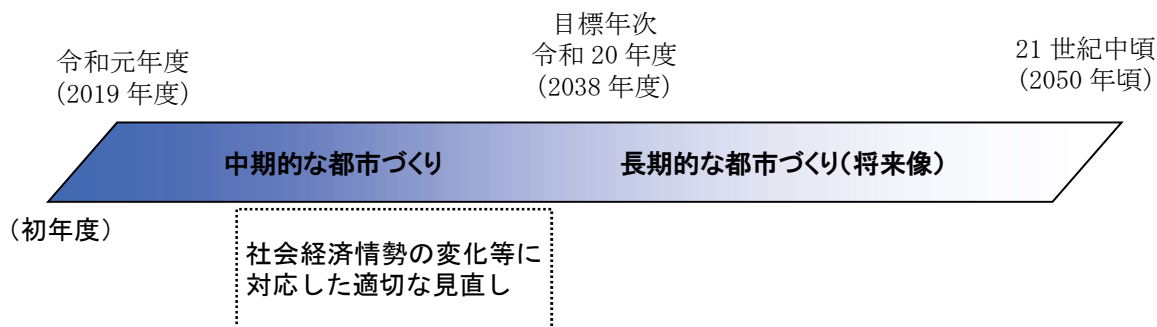 目標年次
令和 20 年度
(2038 年度)
令和元年度
(2019 年度)
21 世紀中頃
(2050 年頃)
中期的な都市づくり
長期的な都市づくり(将来像)
(初年度)
社会経済情勢の変化等に
対応した適切な見直し